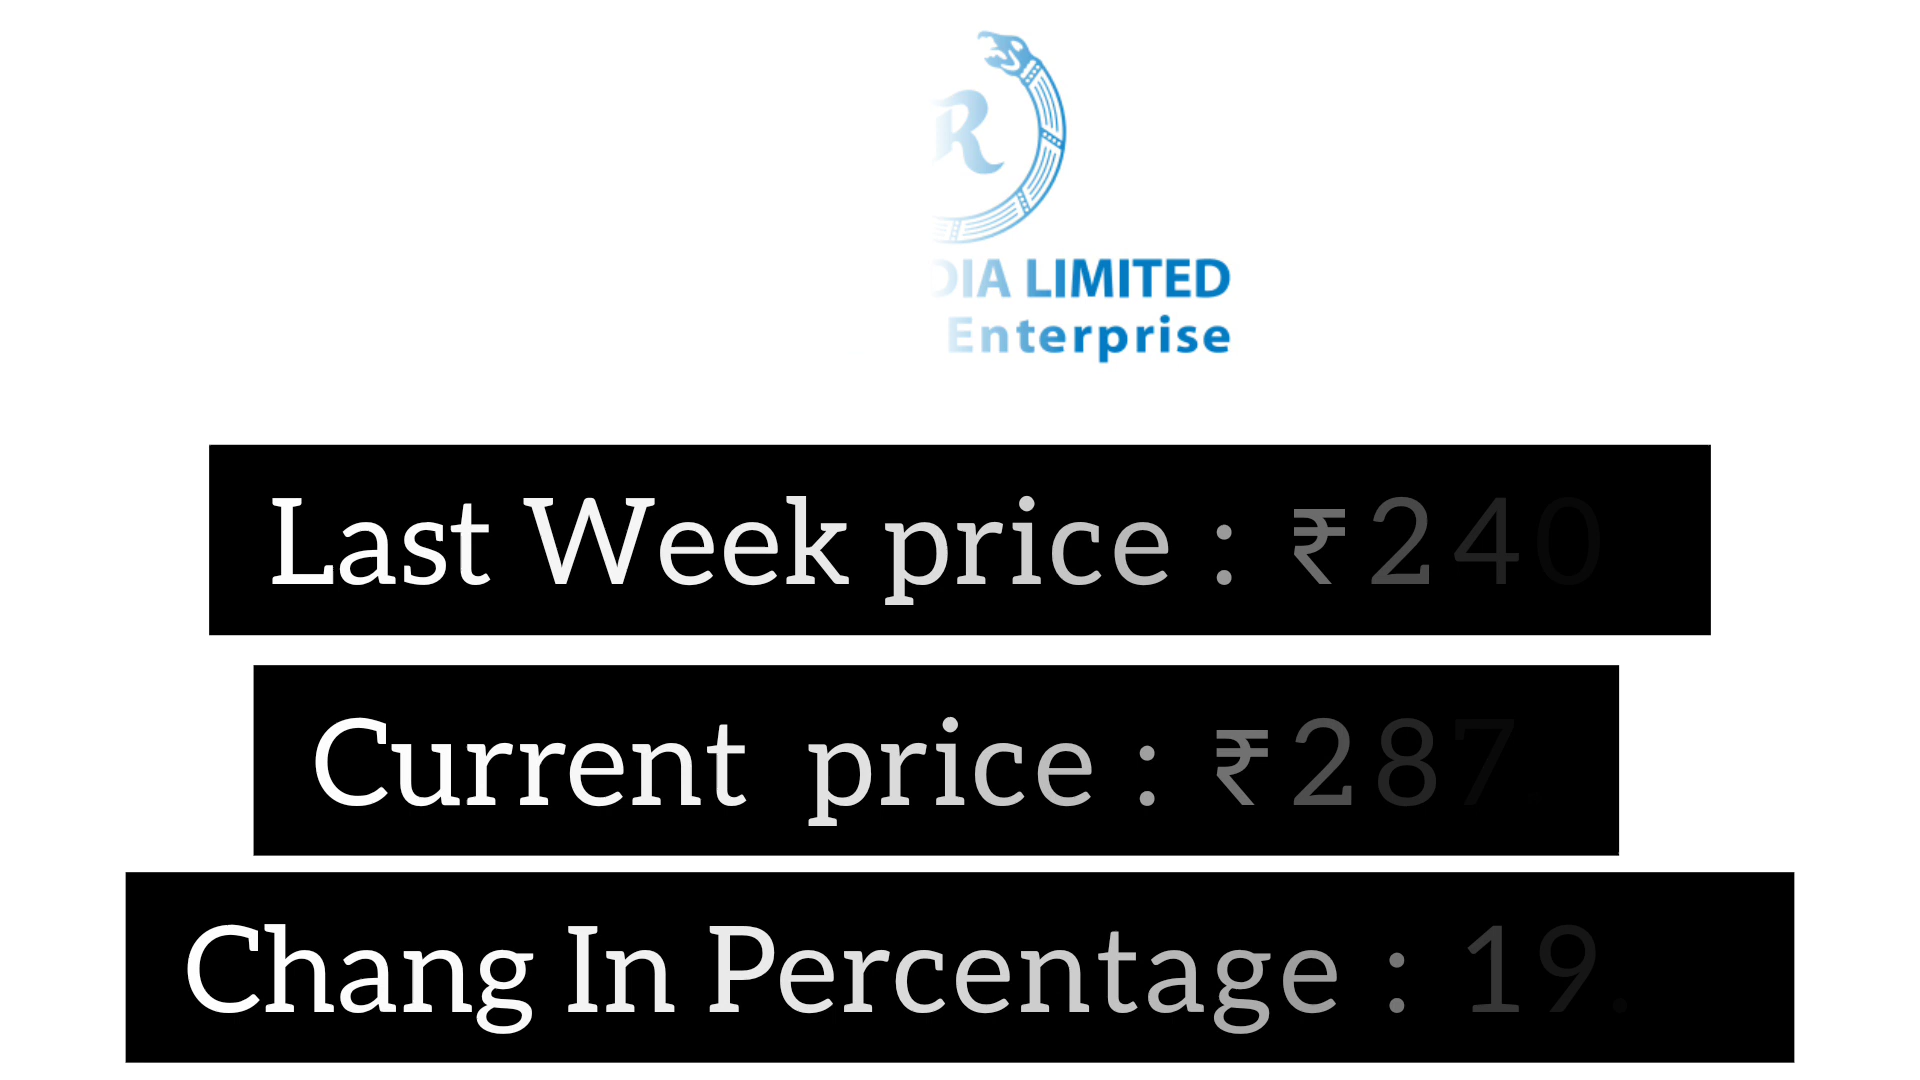 R
DIA LIMITED
Enterprise
Last Week price : ₹240
Current price : ₹287.
Chang In Percentage : 19.